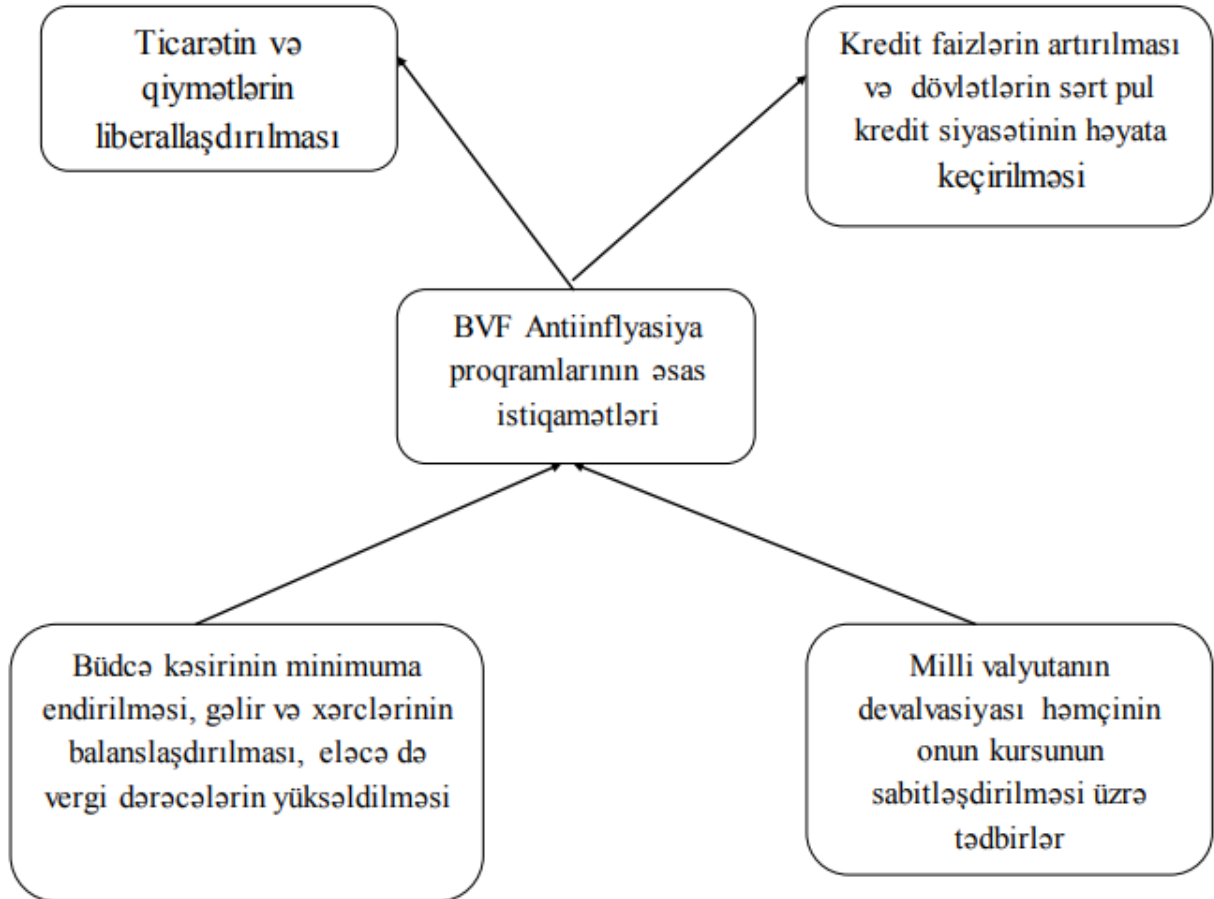 Ticarətin və
qiymətlərin
liberallaşdırılması
Kredit faizlərin artırılması
və dövlətlərin sərt pul
kredit siyasətinin həyata
keçirilməsi
BVF Antiinflyasiya
proqramlarının əsas
istiqamətləri
Büdcə kəsirinin minimuma
endirilməsi, gəlir və xərclərinin
balanslaşdırılması, eləcə də
vergi dərəcələrin yüksəldilməsi
Milli valyutanın
devalvasiyası həmçinin
onun kursunun
sabitləşdirilməsi üzrə
tədbirlər